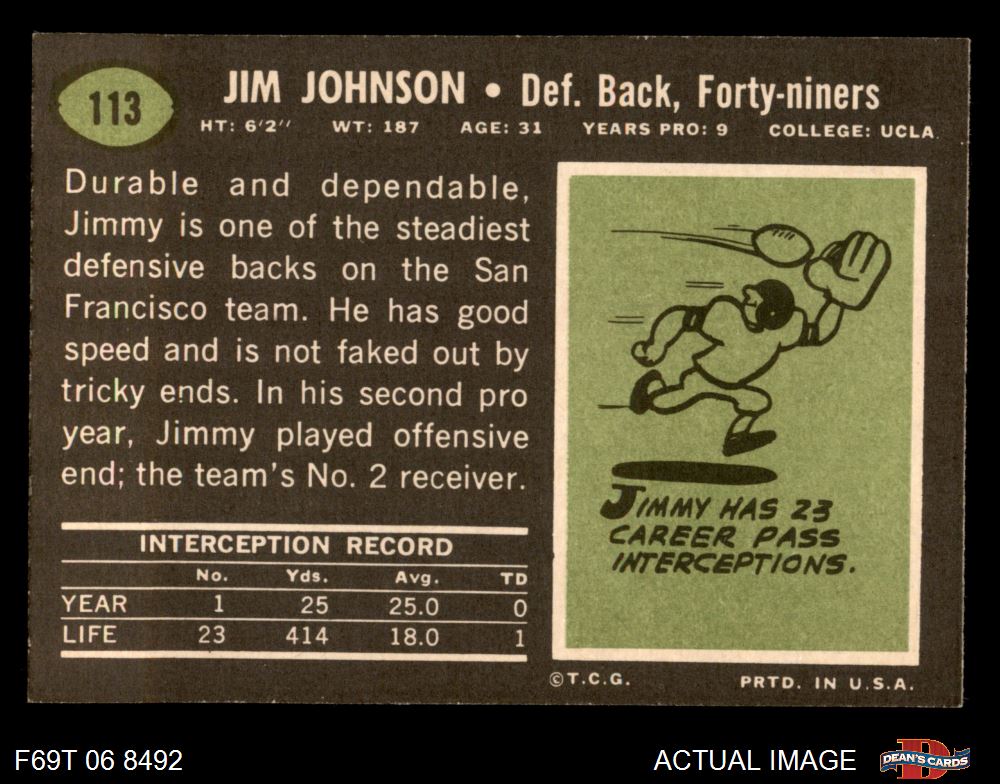 113
JIM JOHNSON • Def. Back, Forty-niners
HT: 6'2'' WT: 187 AGE: 31 YEARS PRO: 9 COLLEGE: UCLA
Durable and dependable,
Jimmy is one of the steadiest
defensive backs on the San
Francisco team. He has good
speed and is not faked out by
tricky ends. In his second pro
year, Jimmy played offensive
end; the team's No. 2 receiver.
INTERCEPTION RECORD
No. Yds. Avg. TD
YEAR 1 25 25.0 0
LIFE 23 414 18.0 1
JIMMY HAS 23
CAREER PASS
INTERCEPTIONS.
©T.C.G. PRTD. IN U.S.A.
F69T 06 8492
ACTUAL IMAGE
D
DEAN'S CARDS